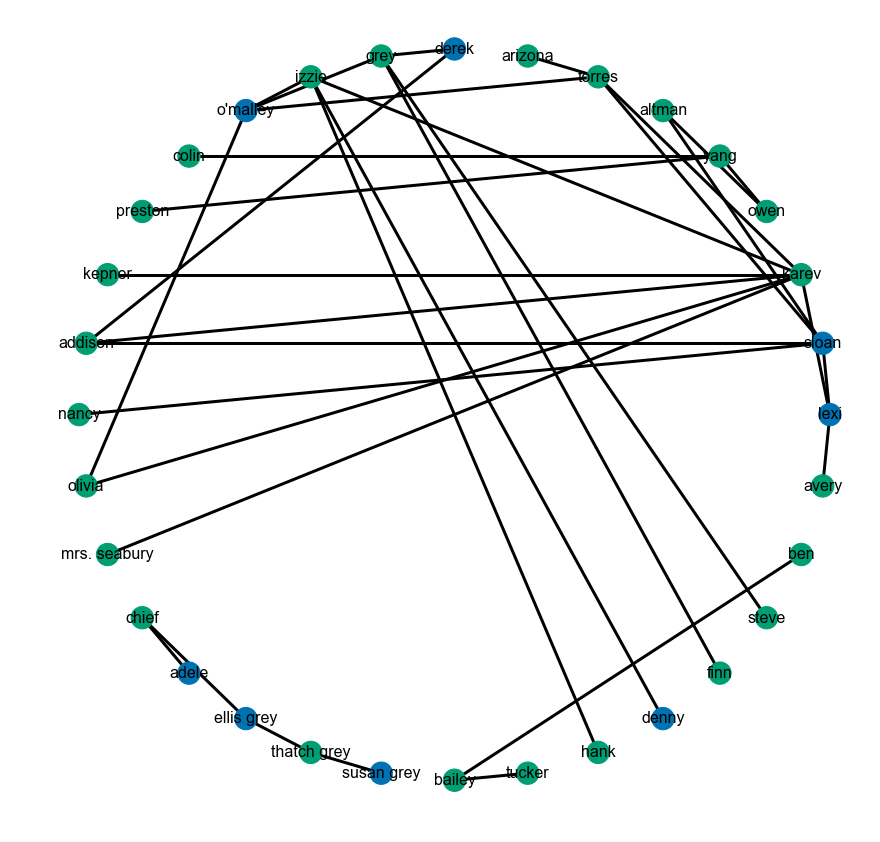 derek
grey
arizona
izzie
torres
o'malley
altman
colin
yang
preston
owen
kepner
karev
addison
sloan
nancy
lexi
olivia
avery
mrs. seabury
ben
chief
steve
adele
finn
ellis grey
denny
thatch grey
hank
susan grey
tucker
bailey